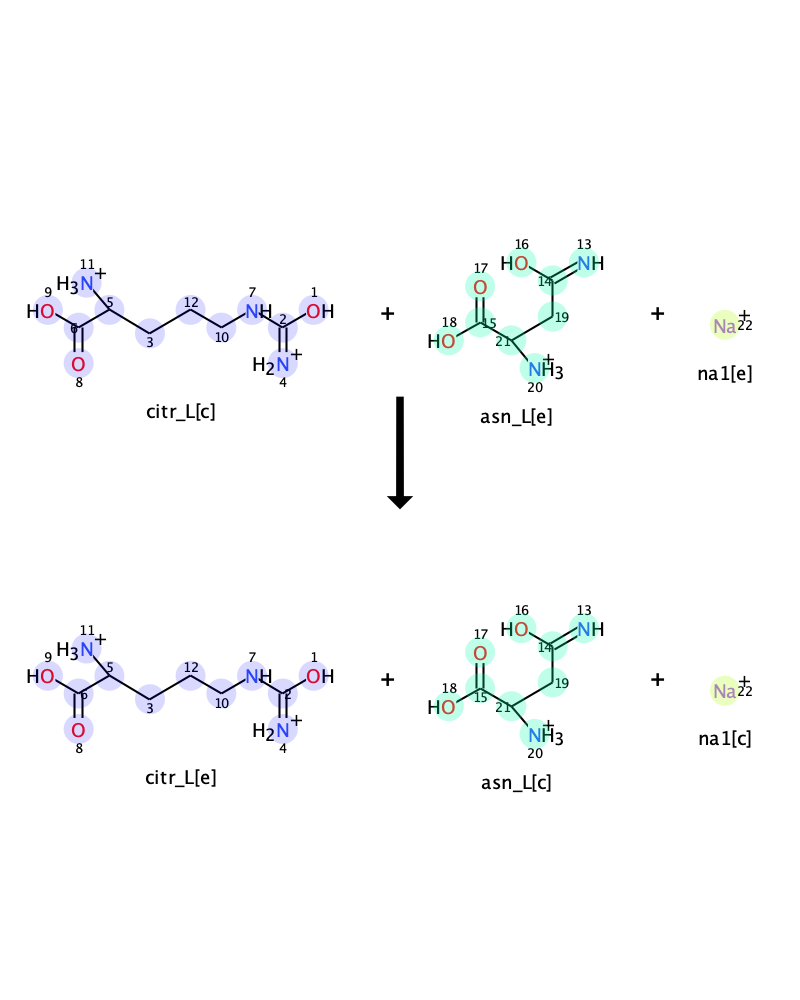 11 H3N+ 9 HO 5 12 7 NH 1 OH 6 3 10 2 O 8 H2N+ 4
citr_L[c]
+
16 HO 13 NH 17 O 14 18 HO 15 19 21 NH3+ 20
asn_L[e]
+
Na+ 22
na1[e]
11 H3N+ 9 HO 5 12 7 NH 1 OH 6 3 10 2 O 8 H2N+ 4
citr_L[e]
+
16 HO 13 NH 17 O 14 18 HO 15 19 21 NH3+ 20
asn_L[c]
+
Na+ 22
na1[c]